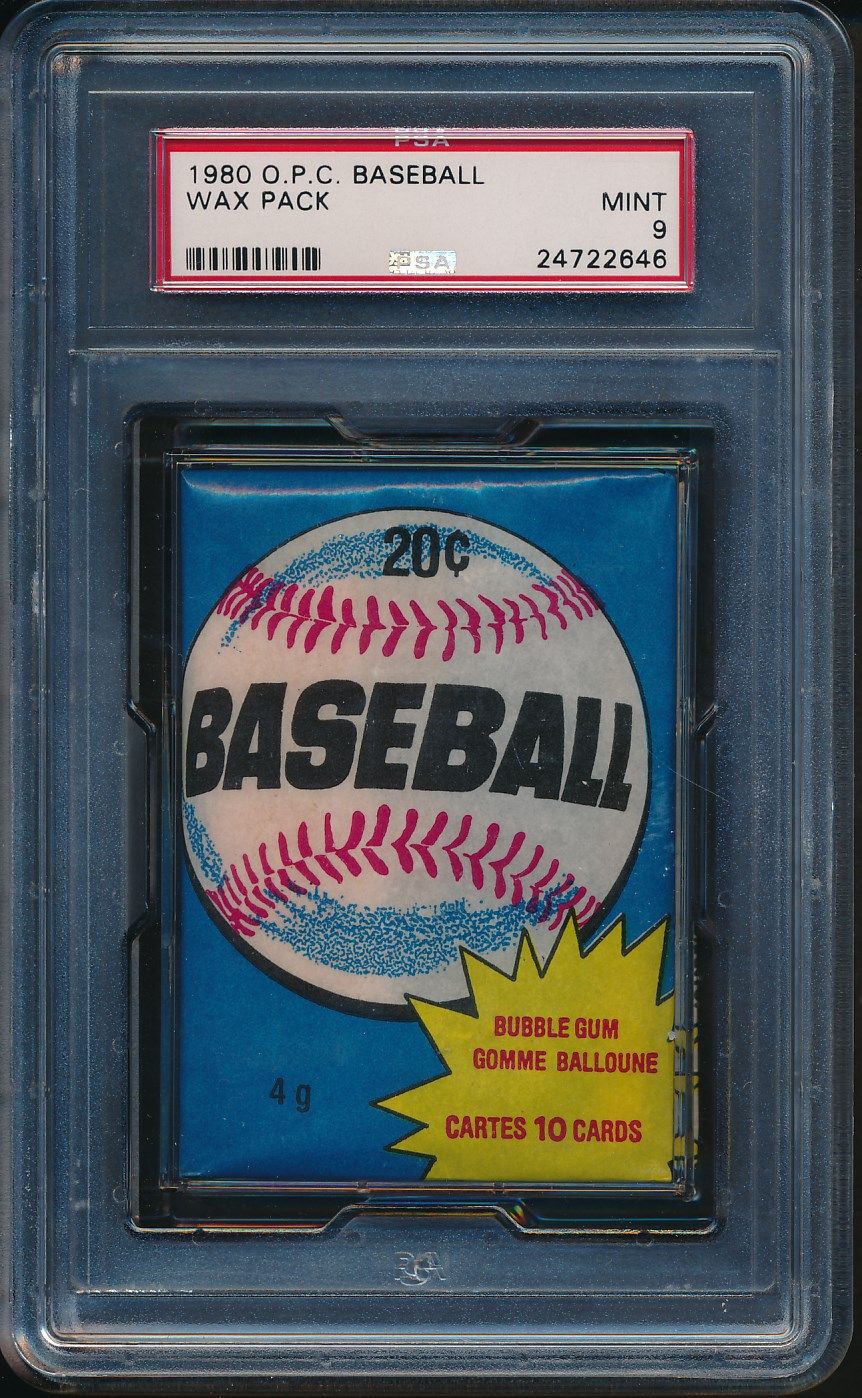 PSA
1980 O.P.C. BASEBALL
WAX PACK
MINT
9
PSA
24722646
20¢
BASEBALL
BUBBLE GUM
GOMME BALLOUNE
4 g
CARTES 10 CARDS
PSA